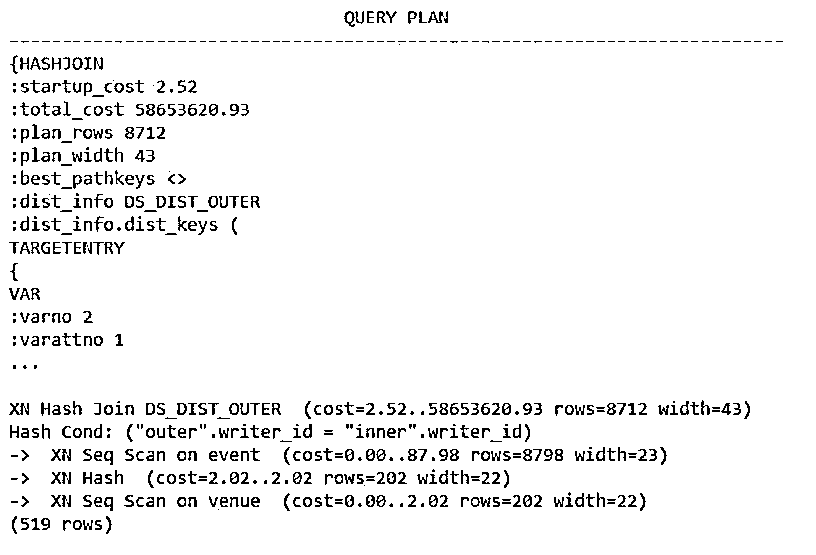 QUERY PLAN
--------------------------------------------------------------------------
{HASHJOIN
:startup_cost 2.52
:total_cost 58653620.93
:plan_rows 8712
:plan_width 43
:best_pathkeys <>
:dist_info DS_DIST_OUTER
:dist_info.dist_keys (
TARGETENTRY
{
VAR
:varno 2
:varattno 1
...
XN Hash Join DS_DIST_OUTER  (cost=2.52..58653620.93 rows=8712 width=43)
Hash Cond: ("outer".writer_id = "inner".writer_id)
->  XN Seq Scan on event  (cost=0.00..87.98 rows=8798 width=23)
->  XN Hash  (cost=2.02..2.02 rows=202 width=22)
->  XN Seq Scan on venue  (cost=0.00..2.02 rows=202 width=22)
(519 rows)